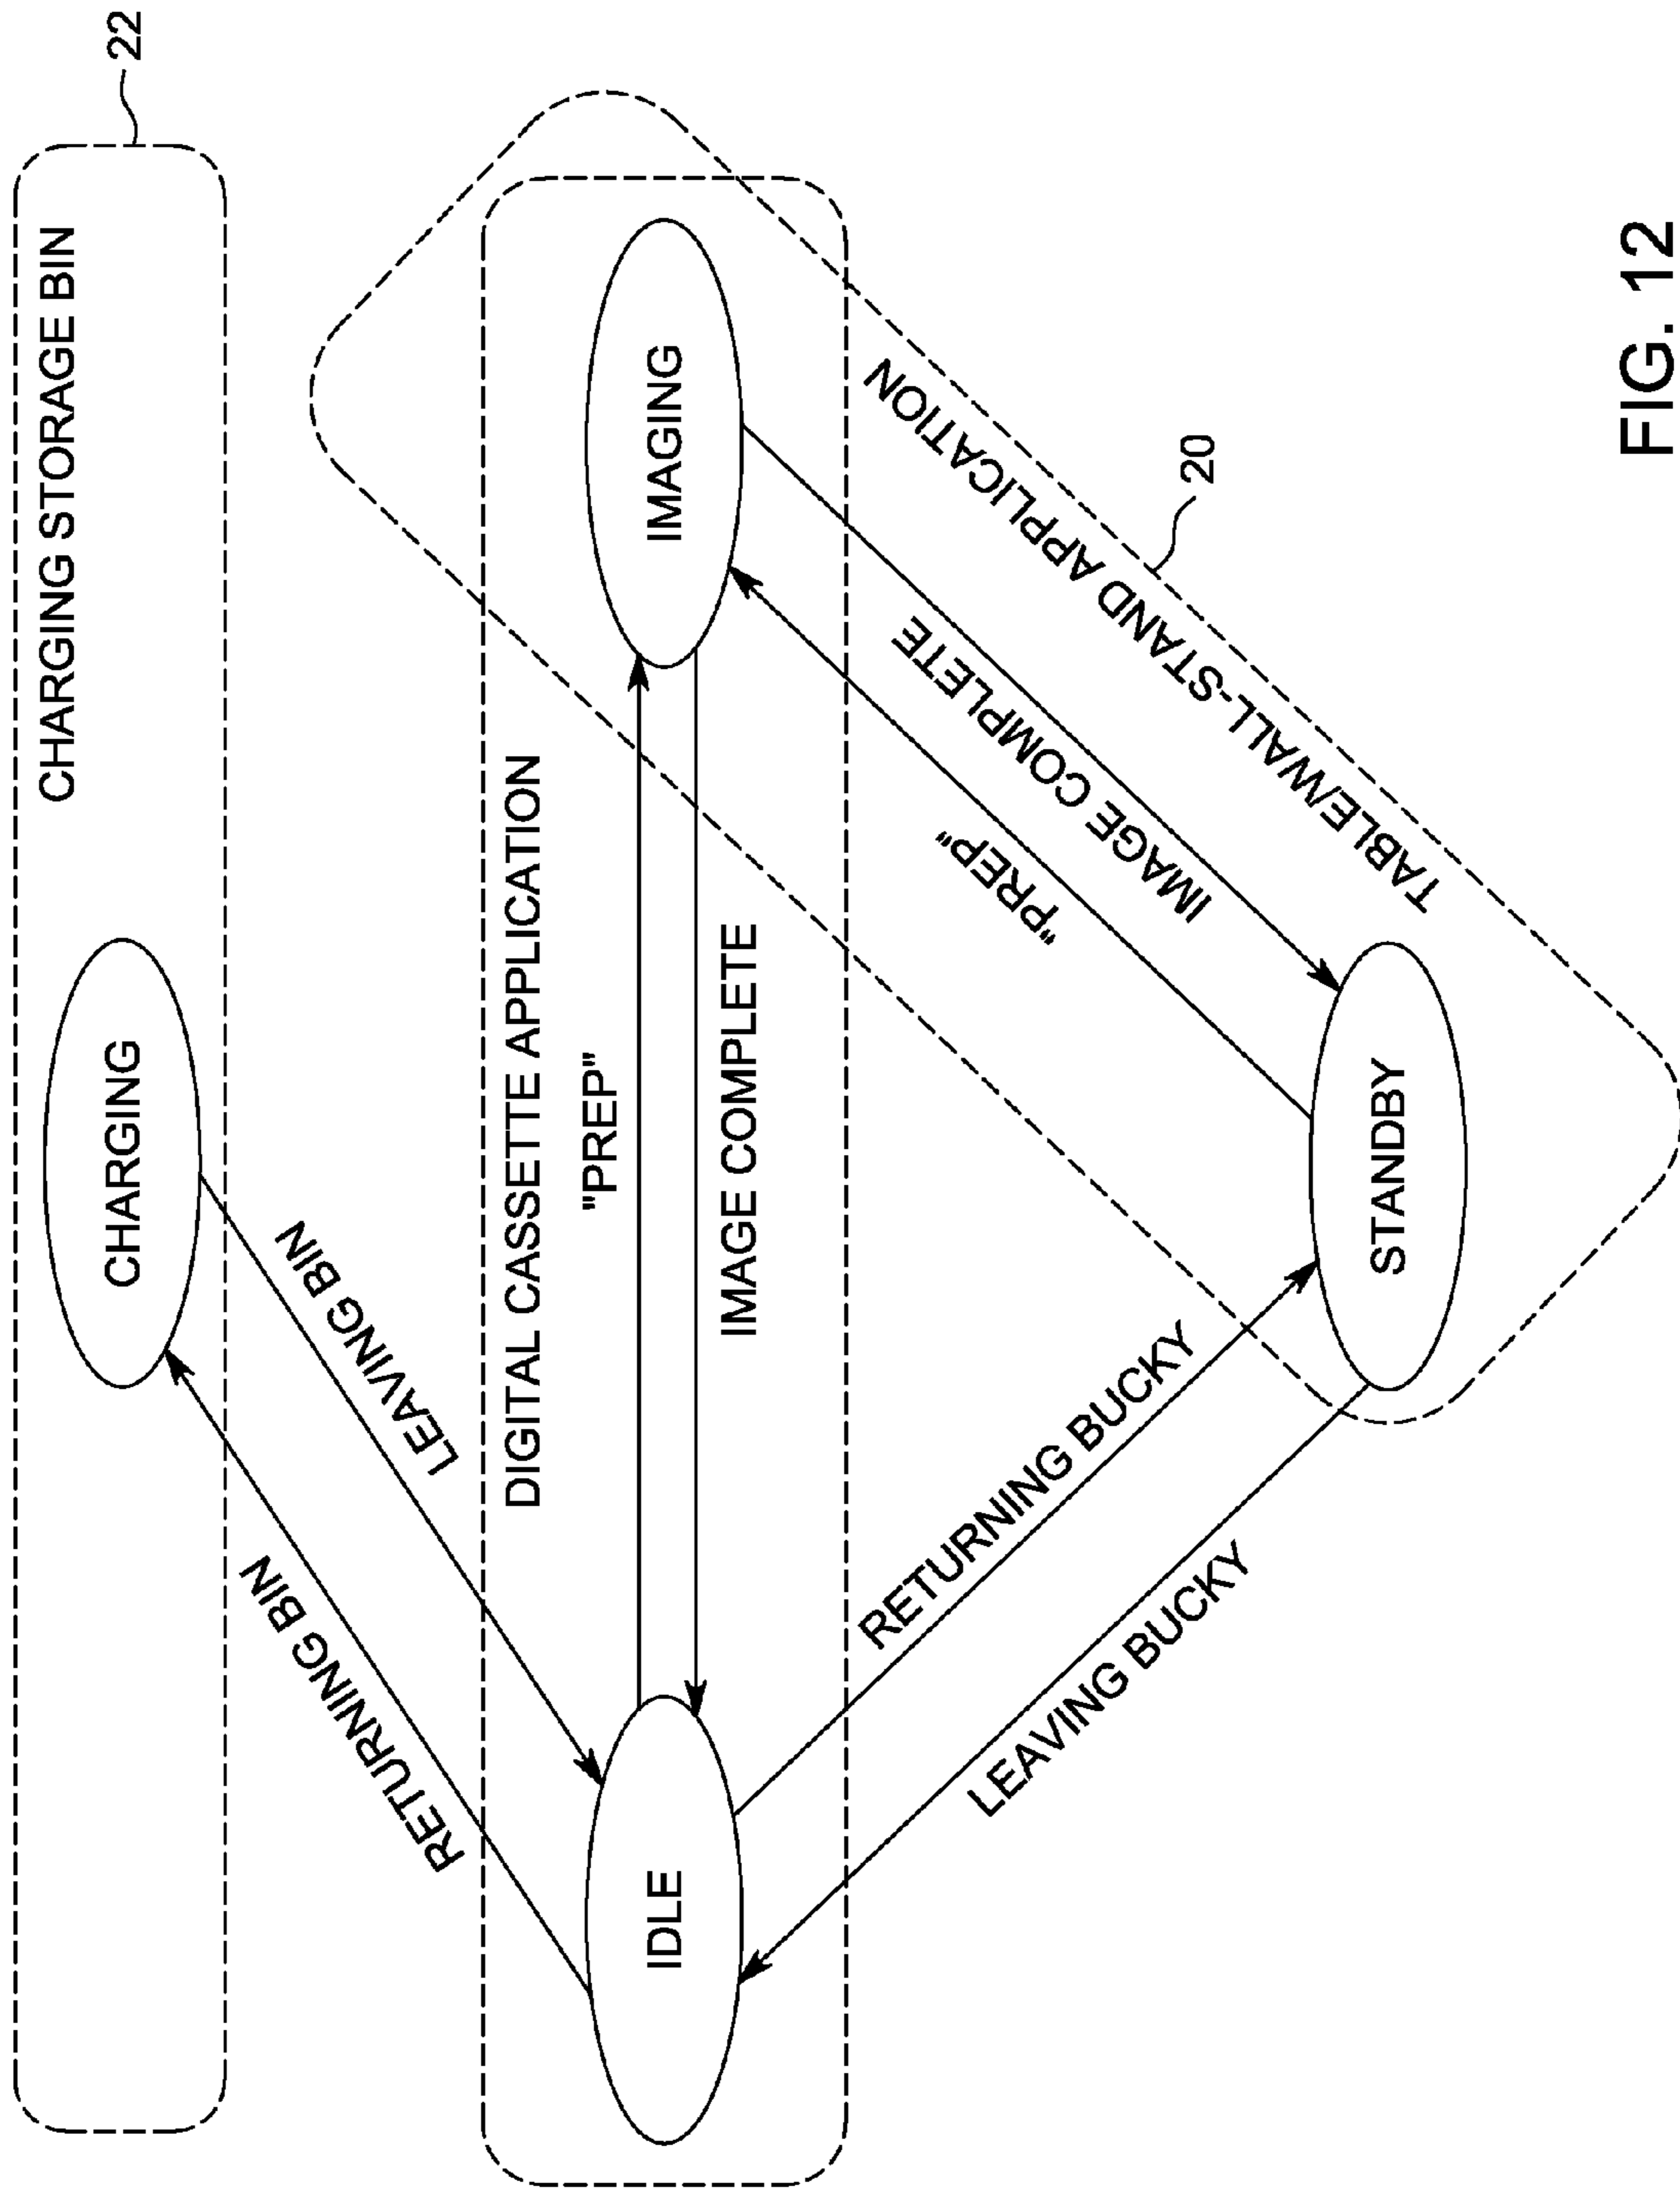 CHARGING STORAGE BIN
22
CHARGING
RETURNING BIN
LEAVING BIN
DIGITAL CASSETTE APPLICATION
"PREP"
IDLE
IMAGING
IMAGE COMPLETE
RETURNING BUCKY
LEAVING BUCKY
"PREP"
IMAGE COMPLETE
TABLE/WALL-STAND APPLICATION
20
STANDBY
FIG. 12